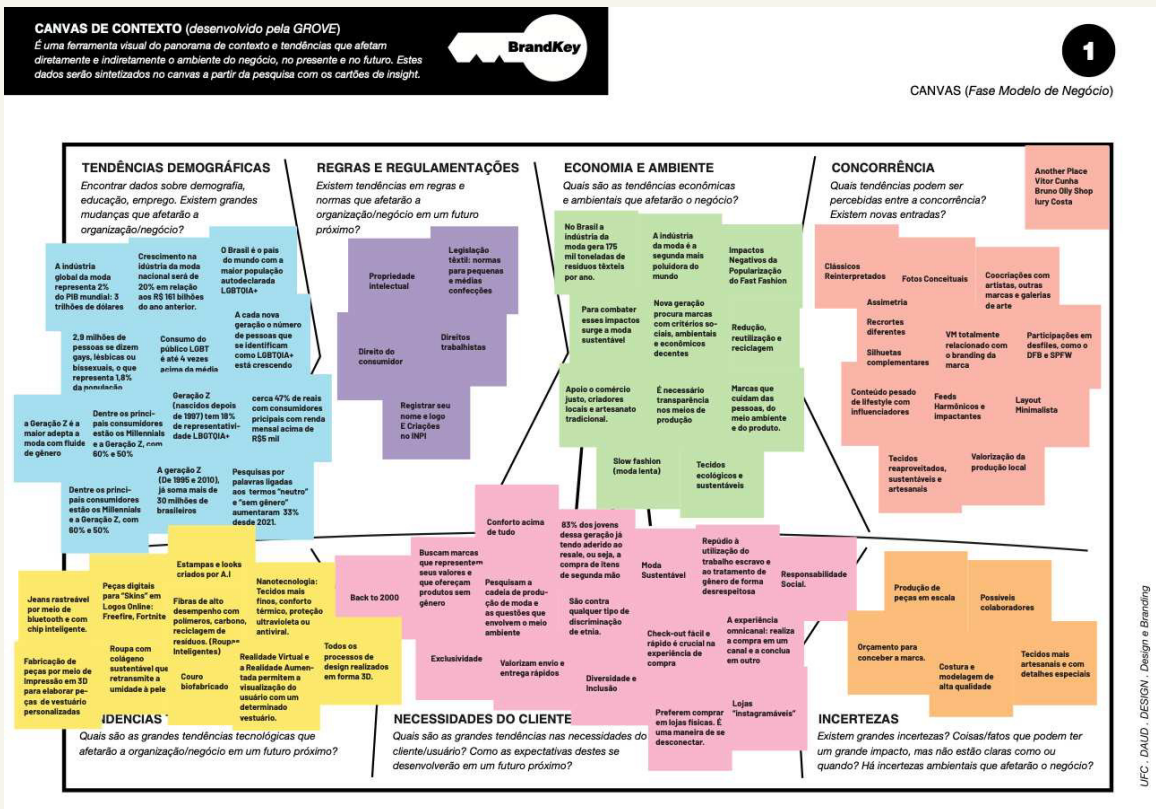 CANVAS DE CONTEXTO (desenvolvido pela GROVE)
É uma ferramenta visual do panorama de contexto e tendências que afetam
diretamente e indiretamente o ambiente do negócio, no presente e no futuro. Estes
dados serão sintetizados no canvas a partir da pesquisa com os cartões de insight.
BrandKey
1
CANVAS (Fase Modelo de Negócio)
TENDÊNCIAS DEMOGRÁFICAS
Encontrar dados sobre demografia,
educação, emprego. Existem grandes
mudanças que afetarão a
organização/negócio?
A indústria
global da moda
representa 2%
do PIB mundial: 3
trilhões de dólares
Crescimento na
idústria da moda
nacional será de
20% em relação
aos R$ 161 bilhões
do ano anterior.
O Brasil é o país
do mundo com a
maior população
autodeclarada
LGBTQIA+
2,9 milhões de
pessoas se dizem
gays, lésbicas ou
bissexuais, o que
representa 1,8%
da população
Consumo do
público LGBT
é até 4 vezes
acima da média
A cada nova
geração o número
de pessoas que
se identificam
como LGBTQIA+
está crescendo
a Geração Z é a
maior adepta a
moda com fluide
de gênero
Dentre os princi-
pais consumidores
estão os Millennials
e a Geração Z, com
60% e 50%
Geração Z
(nascidos depois
de 1997) tem 18%
de representativi-
dade LBGTQIA+
cerca 47% de reais
com consumidores
pricipais com renda
mensal acima de
R$5 mil
Dentre os princi-
pais consumidores
estão os Millennials
e a Geração Z, com
60% e 50%
A geração Z
(De 1995 e 2010),
já soma mais de
30 milhões de
brasileiros
Pesquisas por
palavras ligadas
aos termos "neutro" e
"sem gênero"
aumentaram 33%
desde 2021.
REGRAS E REGULAMENTAÇÕES
Existem tendências em regras e
normas que afetarão a
organização/negócio em um futuro
próximo?
Propriedade
intelectual
Legislação
têxtil: normas
para pequenas
e médias
confecções
Direito do
consumidor
Direitos
trabalhistas
Registrar seu
nome e logo
E Criações
no INPI
ECONOMIA E AMBIENTE
Quais são as tendências econômicas
e ambientais que afetarão o negócio?
No Brasil a
indústria da
moda gera 175
mil toneladas de
resíduos têxteis
por ano.
A indústria
da moda é a
segunda mais
poluidora do
mundo
Impactos
Negativos da
Popularização
do Fast Fashion
Para combater
esses impactos
surge a moda
sustentável
Nova geração
procura marcas
com critérios so-
ciais, ambientais
e econômicos
decentes
Redução,
reutilização e
reciclagem
Apoio o comércio
justo, criadores
locais e artesanato
tradicional.
É necessário
transparência
nos meios de
produção
Marcas que
cuidam das
pessoas, do
meio ambiente
e do produto.
Slow fashion
(moda lenta)
Tecidos
ecológicos e
sustentáveis
CONCORRÊNCIA
Quais tendências podem ser
percebidas entre a concorrência?
Existem novas entradas?
Another Place
Vitor Cunha
Bruno Olly Shop
Iury Costa
Clássicos
Reinterpretados
Fotos Conceituais
Coocriações com
artistas, outras
marcas e galerias
de arte
Assimetria
Recrortes
diferentes
Silhuetas
complementares
VM totalmente
relacionado com
o branding da
marca
Participações em
desfiles, como o
DFB e SPFW
Conteúdo pesado
de lifestyle com
influenciadores
Feeds
Harmônicos e
impactantes
Layout
Minimalista
Tecidos
reaproveitados,
sustentáveis e
artesanais
Valorização da
produção local
Jeans rastreável
por meio de
bluetooth e com
chip inteligente.
Peças digitais
para "Skins" em
Logos Online:
Freefire, Fortnite
Estampas e looks
criados por A.I
Fibras de alto
desempenho com
polímeros, carbono,
reciclagem de
resíduos. (Roupas
Inteligentes)
Nanotecnologia:
Tecidos mais
finos, conforto
térmico, proteção
ultravioleta ou
antiviral.
Fabricação de
peças por meio de
Impressão em 3D
para elaborar pe-
ças de vestuário
personalizadas
Roupa com
colágeno
sustentável que
retransmite a
umidade à pele
Couro
biofabricado
Realidade Virtual e
a Realidade Aumen-
tada permitem a
visualização do
usuário com um
determinado
vestuário.
Todos os
processos de
design realizados
em forma 3D.
NDENCIAS
Quais são as grandes tendências tecnológicas que
afetarão a organização/negócio em um futuro próximo?
Back to 2000
Buscam marcas
que representem
seus valores e
que ofereçam
produtos sem
gênero
Conforto acima
de tudo
83% dos jovens
dessa geração já
tendo aderido ao
resale, ou seja, a
compra de itens
de segunda mão
Moda
Sustentável
Repúdio à
utilização do
trabalho escravo e
ao tratamento de
gênero de forma
desrespeitosa
Responsabilidade
Social.
Pesquisam a
cadeia de produ-
ção de moda e
as questões que
envolvem o meio
ambiente
São contra
qualquer tipo de
discriminação
de etnia.
Exclusividade
Valorizam envio e
entrega rápidos
Check-out fácil e
rápido é crucial na
experiência de
compra
A experiência
omnicanal: realiza
a compra em um
canal e a conclua
em outro
Diversidade e
Inclusão
Preferem comprar
em lojas físicas. É
uma maneira de se
desconectar.
Lojas
"instagramáveis"
NECESSIDADES DO CLIENTE
Quais são as grandes tendências nas necessidades do
cliente/usuário? Como as expectativas destes se
desenvolverão em um futuro próximo?
Produção de
peças em escala
Possíveis
colaboradores
Orçamento para
conceber a marca.
Costura e
modelagem de
alta qualidade
Tecidos mais
artesanais e com
detalhes especiais
INCERTEZAS
Existem grandes incertezas? Coisas/fatos que podem ter
um grande impacto, mas não estão claras como ou
quando? Há incertezas ambientais que afetarão o negócio?
UFC . DAUD . DESIGN . Design e Branding